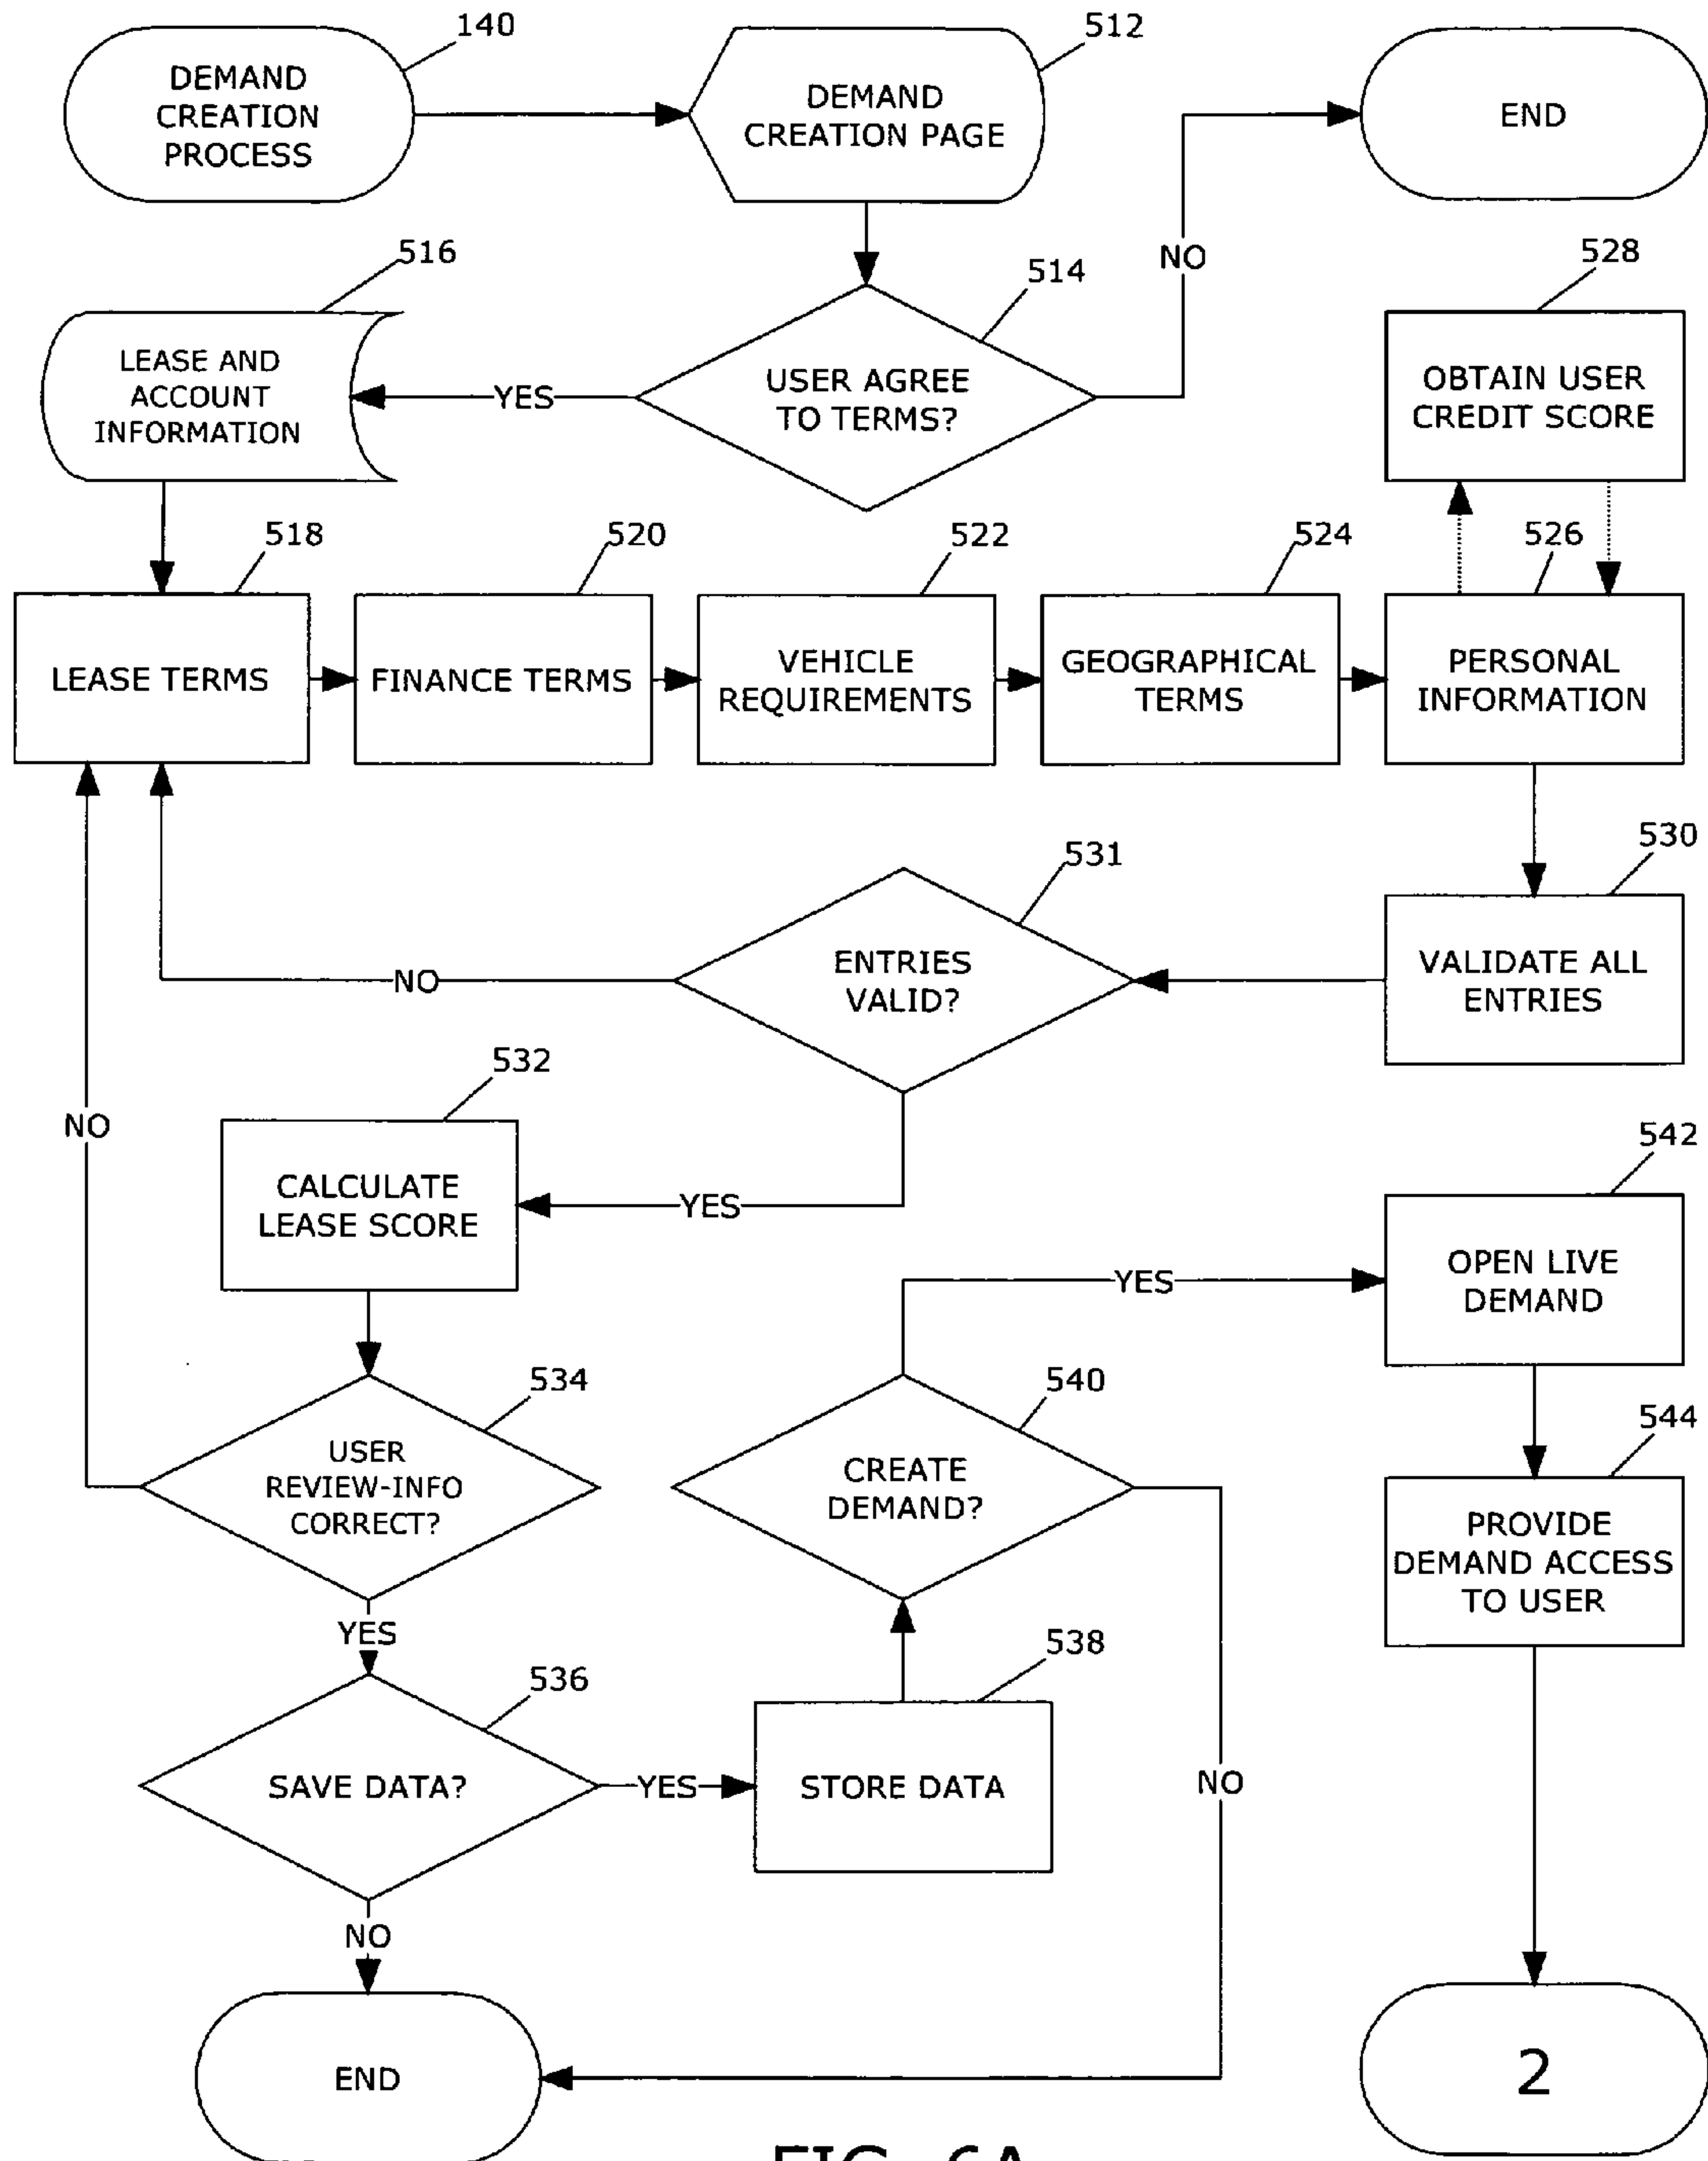 140
DEMAND
CREATION
PROCESS
512
DEMAND
CREATION PAGE
END
NO
516
LEASE AND
ACCOUNT
INFORMATION
YES
514
USER AGREE
TO TERMS?
528
OBTAIN USER
CREDIT SCORE
518
LEASE TERMS
520
FINANCE TERMS
522
VEHICLE
REQUIREMENTS
524
GEOGRAPHICAL
TERMS
526
PERSONAL
INFORMATION
530
VALIDATE ALL
ENTRIES
531
ENTRIES
VALID?
NO
YES
532
CALCULATE
LEASE SCORE
NO
534
USER
REVIEW-INFO
CORRECT?
YES
536
SAVE DATA?
YES
538
STORE DATA
540
CREATE
DEMAND?
YES
542
OPEN LIVE
DEMAND
544
PROVIDE
DEMAND ACCESS
TO USER
NO
NO
END
2
FIG. 6A